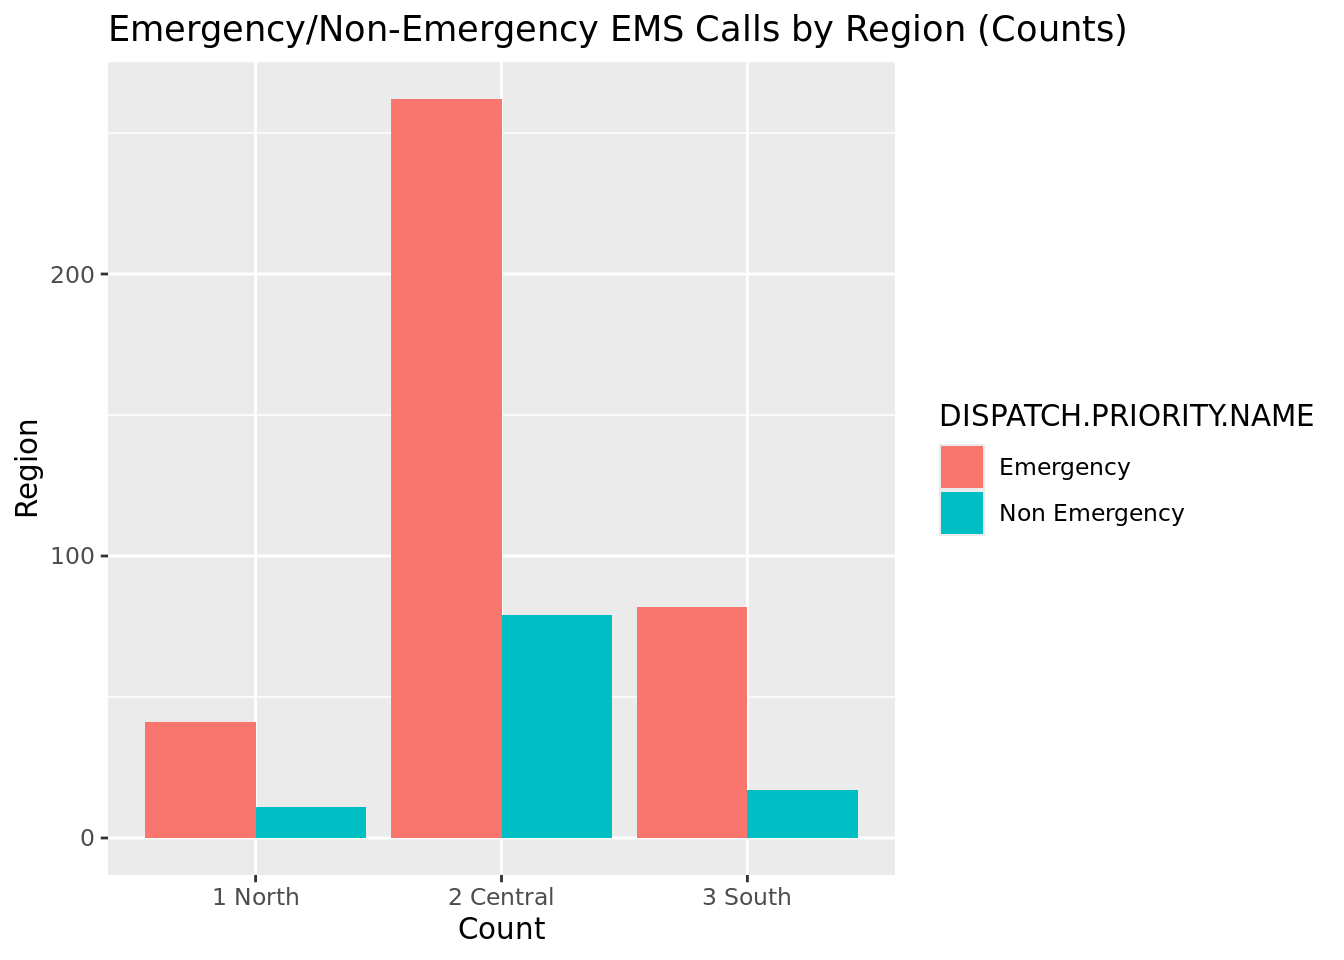 Emergency/Non-Emergency EMS Calls by Region (Counts)
Region
200
100
0
1 North
2 Central
3 South
Count
DISPATCH.PRIORITY.NAME
Emergency
Non Emergency